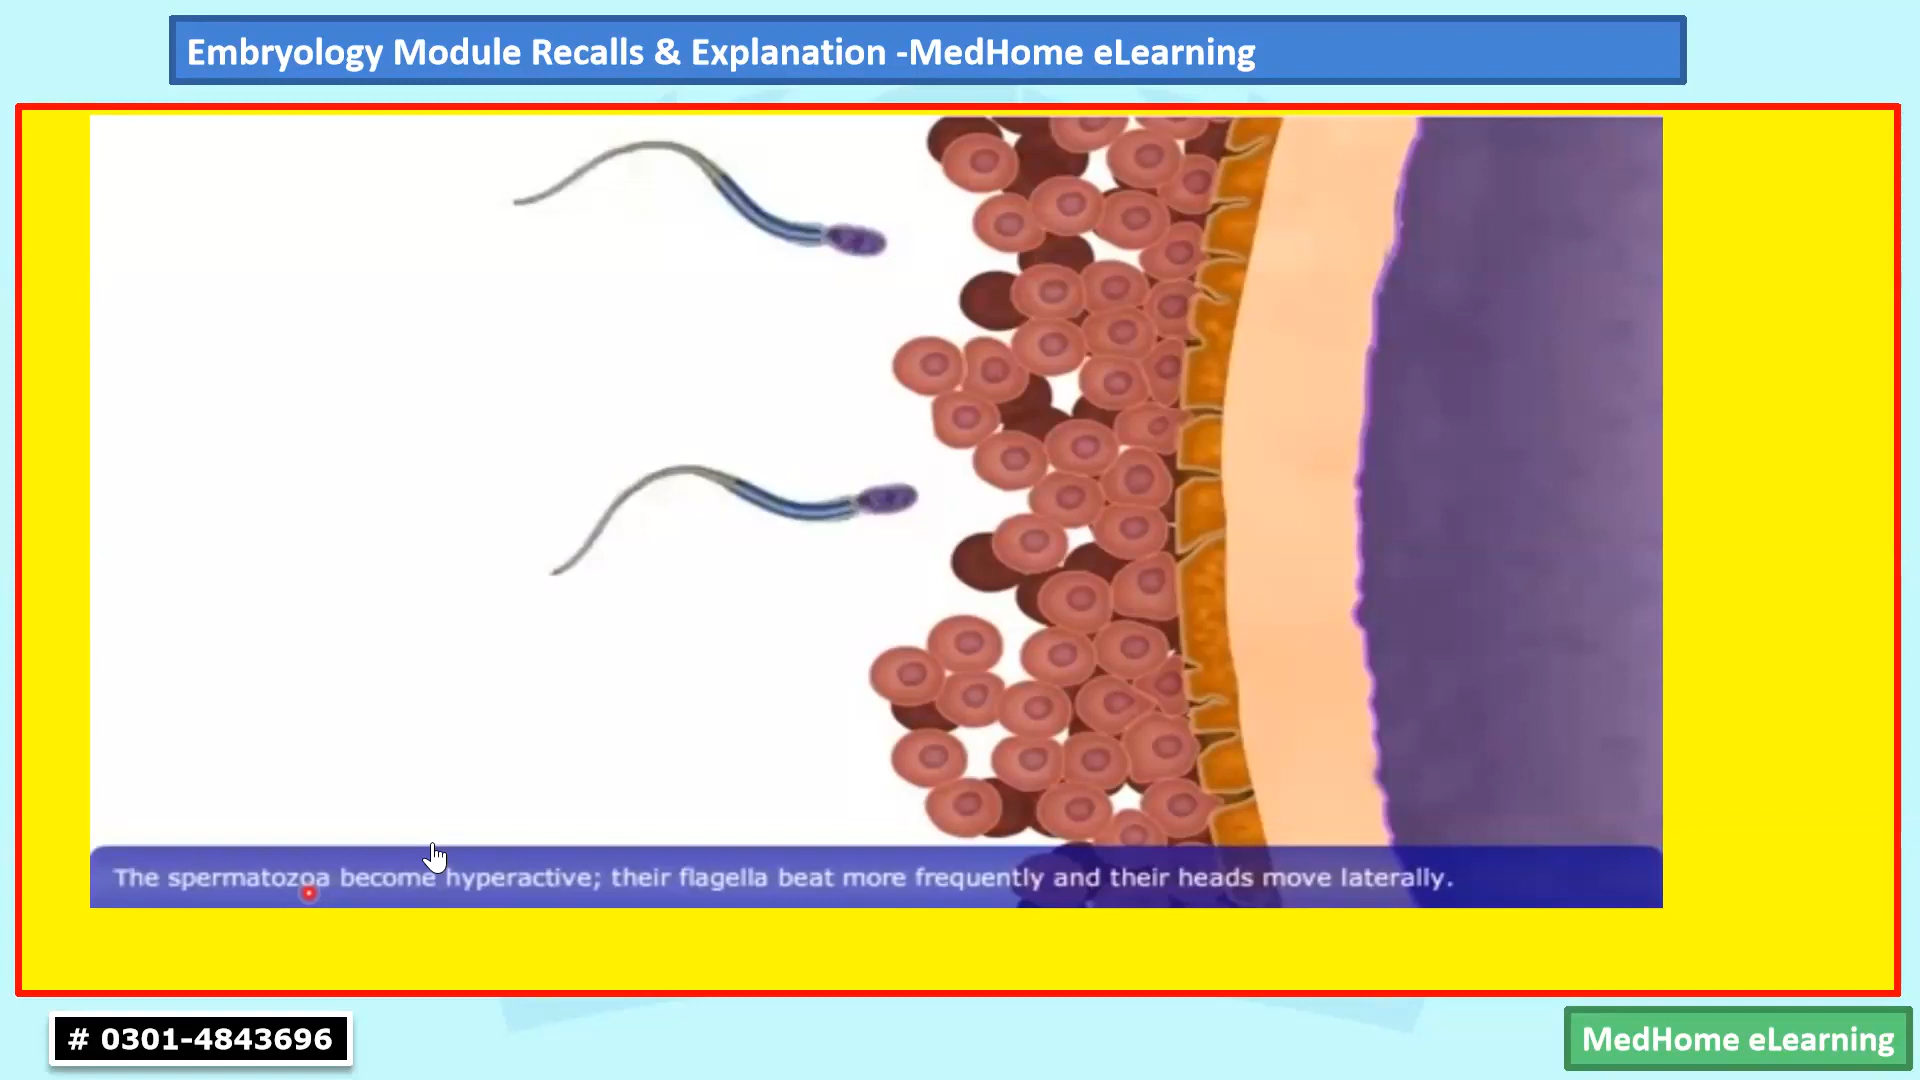 Embryology Module Recalls & Explanation -MedHome eLearning
The spermatozoa become hyperactive; their flagella beat more frequently and their heads move laterally.
# 0301-4843696
MedHome eLearning